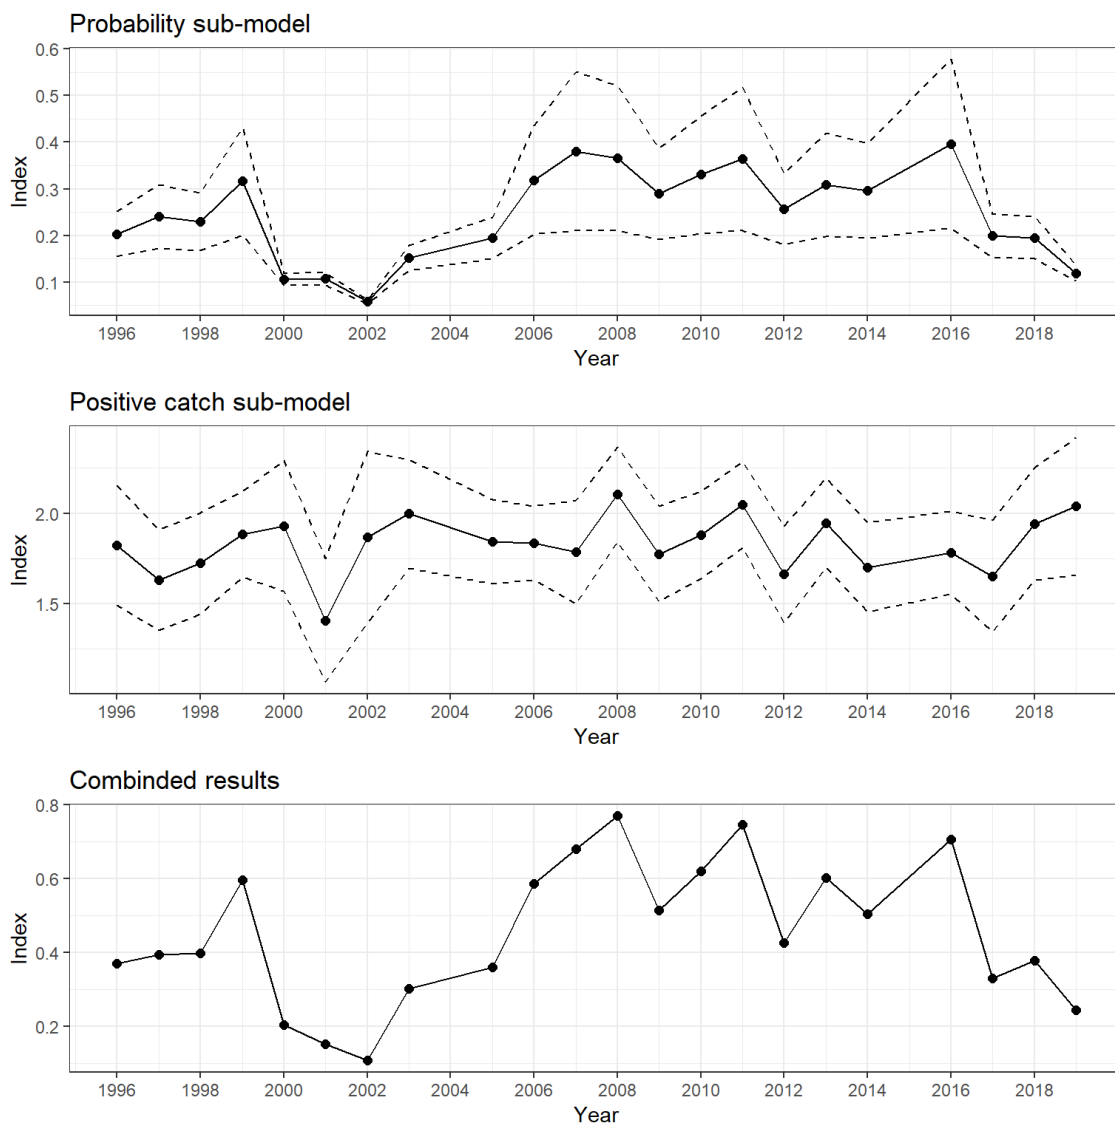 Probability sub-model
0.6
0.5
0.4
0.3
0.2
0.1
Index
1996 1998 2000 2002 2004 2006 2008 2010 2012 2014 2016 2018
Year
Positive catch sub-model
2.0
1.5
Index
1996 1998 2000 2002 2004 2006 2008 2010 2012 2014 2016 2018
Year
Combinded results
0.8
0.6
0.4
0.2
Index
1996 1998 2000 2002 2004 2006 2008 2010 2012 2014 2016 2018
Year